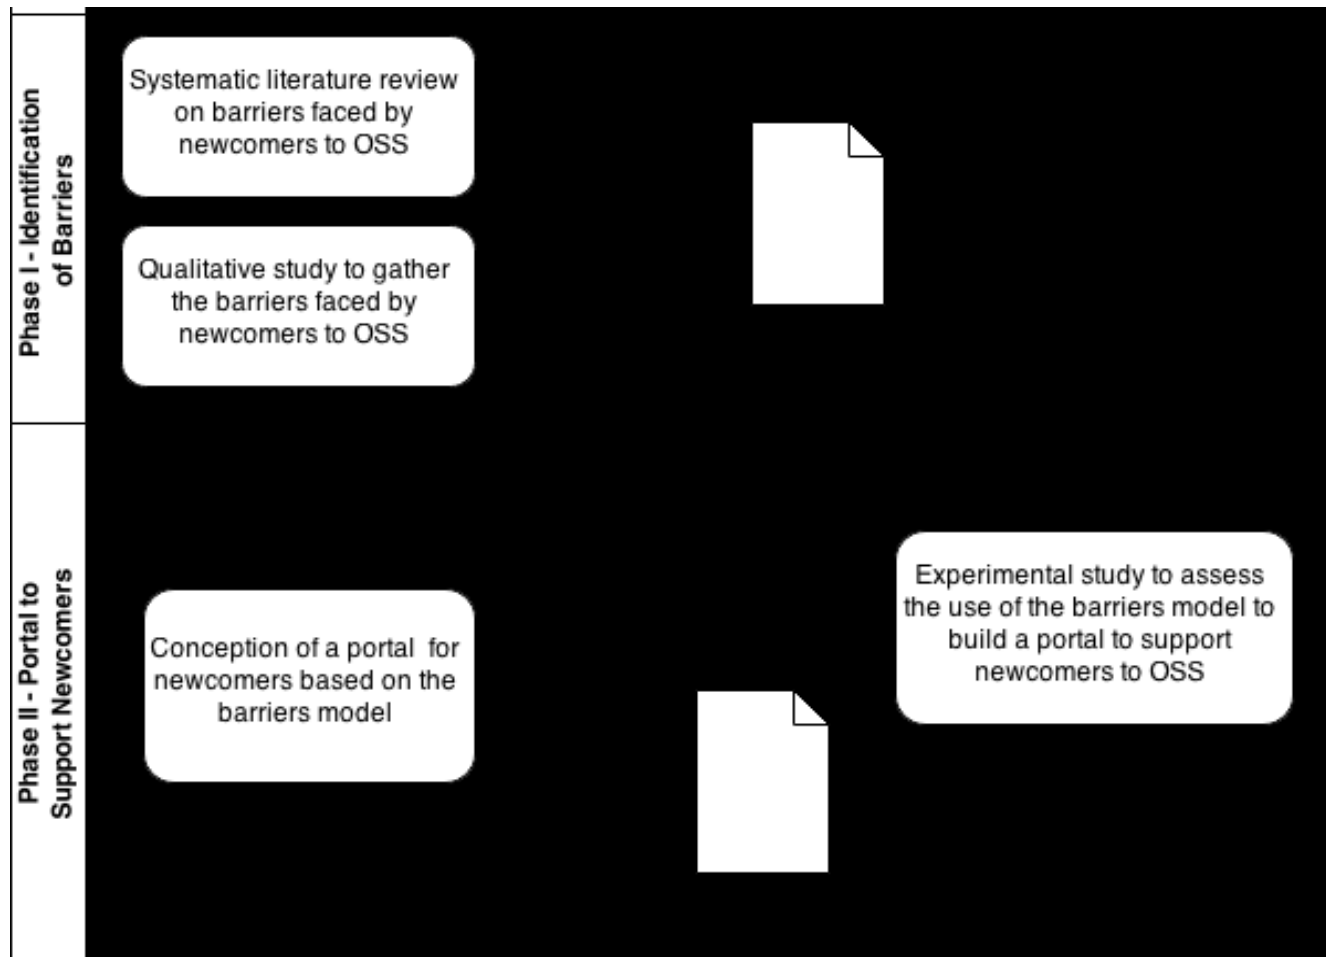 Phase I - Identification
of Barriers
Systematic literature review
on barriers faced by
newcomers to OSS
Qualitative study to gather
the barriers faced by
newcomers to OSS
Phase II - Portal to
Support Newcomers
Conception of a portal for
newcomers based on the
barriers model
Experimental study to assess
the use of the barriers model to
build a portal to support
newcomers to OSS